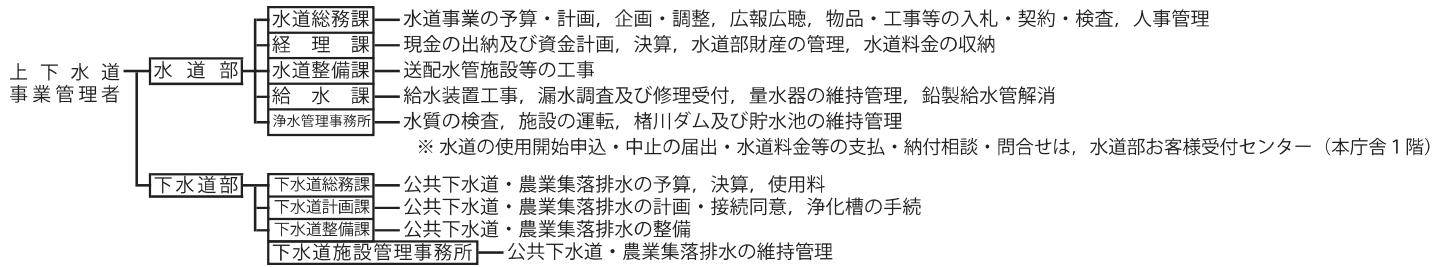 上下水道
事業管理者
水道部
水道総務課 水道事業の予算・計画，企画・調整，広報広聴，物品・工事等の入札・契約・検査，人事管理
経理課 現金の出納及び資金計画，決算，水道部財産の管理，水道料金の収納
水道整備課 送配水管施設等の工事
給水課 給水装置工事，漏水調査及び修理受付，量水器の維持管理，鉛製給水管解消
浄水管理事務所 水質の検査，施設の運転，楮川ダム及び貯水池の維持管理
※ 水道の使用開始申込・中止の届出・水道料金等の支払・納付相談・問合せは，水道部お客様受付センター（本庁舎１階）
下水道部
下水道総務課 公共下水道・農業集落排水の予算，決算，使用料
下水道計画課 公共下水道・農業集落排水の計画・接続同意，浄化槽の手続
下水道整備課 公共下水道・農業集落排水の整備
下水道施設管理事務所 公共下水道・農業集落排水の維持管理